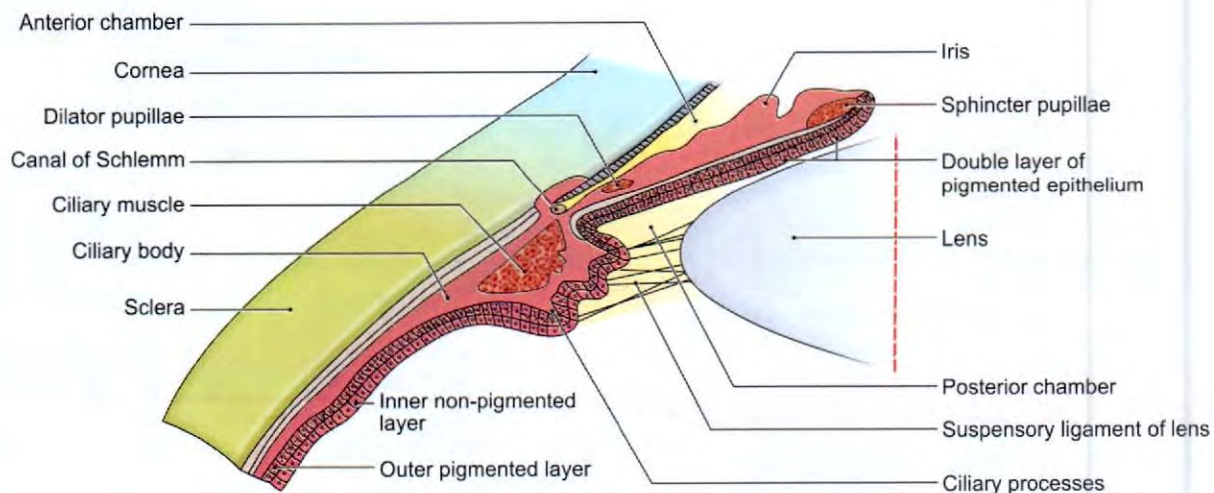 Anterior chamber
Cornea
Dilator pupillae
Canal of Schlemm
Ciliary muscle
Ciliary body
Sclera
Inner non-pigmented
layer
Outer pigmented layer
Iris
Sphincter pupillae
Double layer of
pigmented epithelium
Lens
Posterior chamber
Suspensory ligament of lens
Ciliary processes